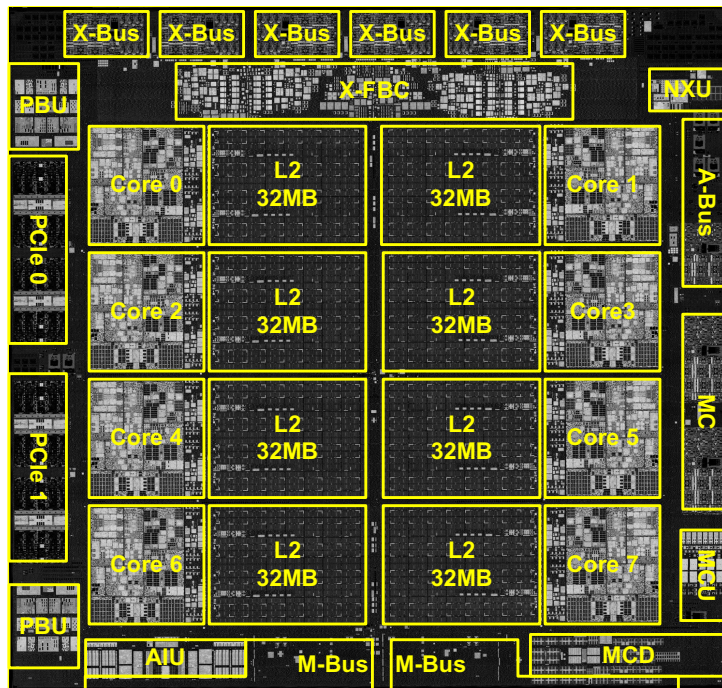 X-Bus X-Bus X-Bus X-Bus X-Bus X-Bus
PBU
X-FBC
NXU
Core 0
L2
32MB
L2
32MB
Core 1
A-Bus
PCIe 0
Core 2
L2
32MB
L2
32MB
Core3
MC
PCIe 1
Core 4
L2
32MB
L2
32MB
Core 5
Core 6
L2
32MB
L2
32MB
Core 7
MCU
PBU
AIU
M-Bus
M-Bus
MCD